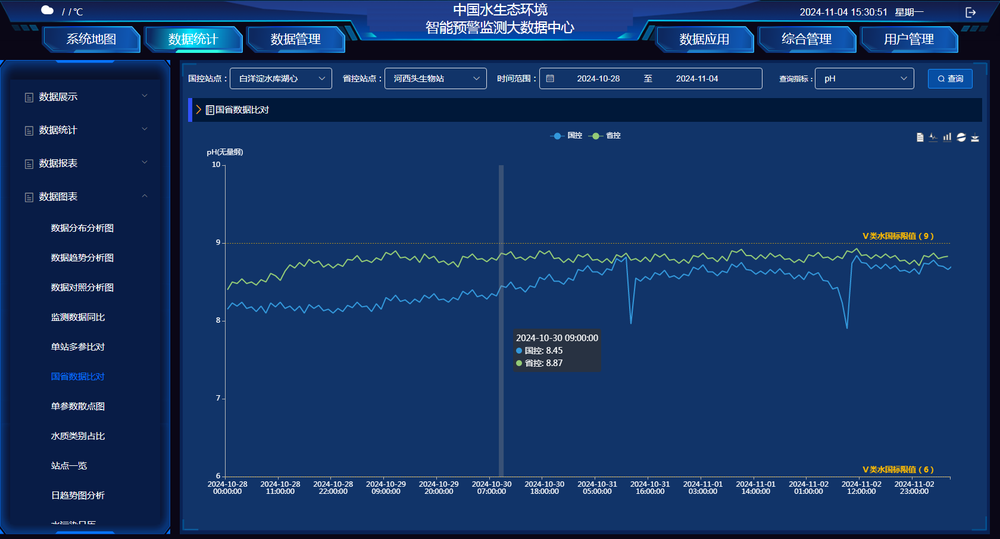 / / ℃
中国水生态环境
智能预警监测大数据中心
2024-11-04 15:30:51 星期一
系统地图
数据统计
数据管理
数据应用
综合管理
用户管理
数据展示
数据统计
数据报表
数据图表
数据分布分析图
数据趋势分析图
数据对照分析图
监测数据同比
单站多参比对
国省数据比对
单参数散点图
水质类别占比
站点一览
日趋势图分析
国控站点： 白洋淀水库湖心 省控站点： 河西头生物站 时间范围： 2024-10-28 至 2024-11-04 查询指标： pH 查询
国省数据比对
国控 省控
pH(无量纲)
10
9
8
7
6
V 类水国标限值（ 9 ）
V 类水国标限值（ 6 ）
2024-10-30 09:00:00
国控: 8.45
省控: 8.87
2024-10-28 00:00:00
2024-10-28 11:00:00
2024-10-28 22:00:00
2024-10-29 09:00:00
2024-10-29 20:00:00
2024-10-30 07:00:00
2024-10-30 18:00:00
2024-10-31 05:00:00
2024-10-31 16:00:00
2024-11-01 03:00:00
2024-11-01 14:00:00
2024-11-02 01:00:00
2024-11-02 12:00:00
2024-11-02 23:00:00